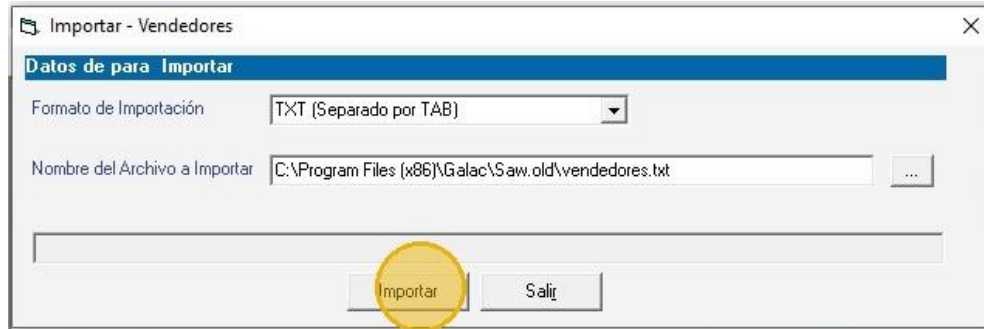 Importar - Vendedores
Datos de para Importar
Formato de Importación TXT (Separado por TAB)
Nombre del Archivo a Importar C:\Program Files (x86)\Galac\Saw.old\vendedores.txt ...
Importar Salir